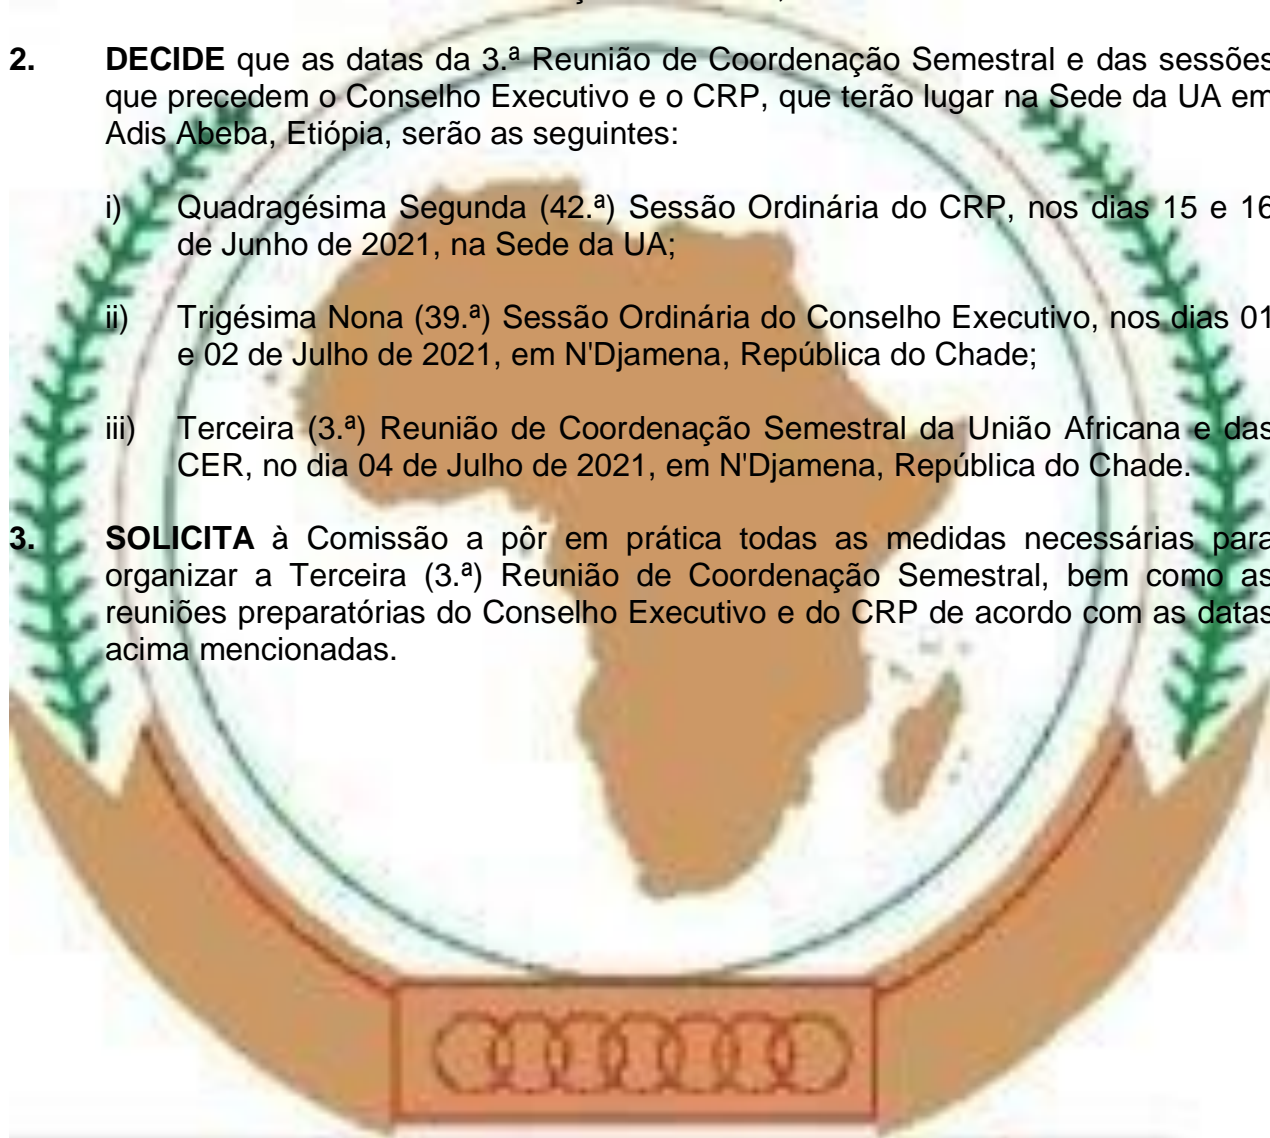 2. DECIDE que as datas da 3.ª Reunião de Coordenação Semestral e das sessões
que precedem o Conselho Executivo e o CRP, que terão lugar na Sede da UA em
Adis Abeba, Etiópia, serão as seguintes:
i) Quadragésima Segunda (42.ª) Sessão Ordinária do CRP, nos dias 15 e 16
de Junho de 2021, na Sede da UA;
ii) Trigésima Nona (39.ª) Sessão Ordinária do Conselho Executivo, nos dias 01
e 02 de Julho de 2021, em N'Djamena, República do Chade;
iii) Terceira (3.ª) Reunião de Coordenação Semestral da União Africana e das
CER, no dia 04 de Julho de 2021, em N'Djamena, República do Chade.
3. SOLICITA à Comissão a pôr em prática todas as medidas necessárias para
organizar a Terceira (3.ª) Reunião de Coordenação Semestral, bem como as
reuniões preparatórias do Conselho Executivo e do CRP de acordo com as datas
acima mencionadas.